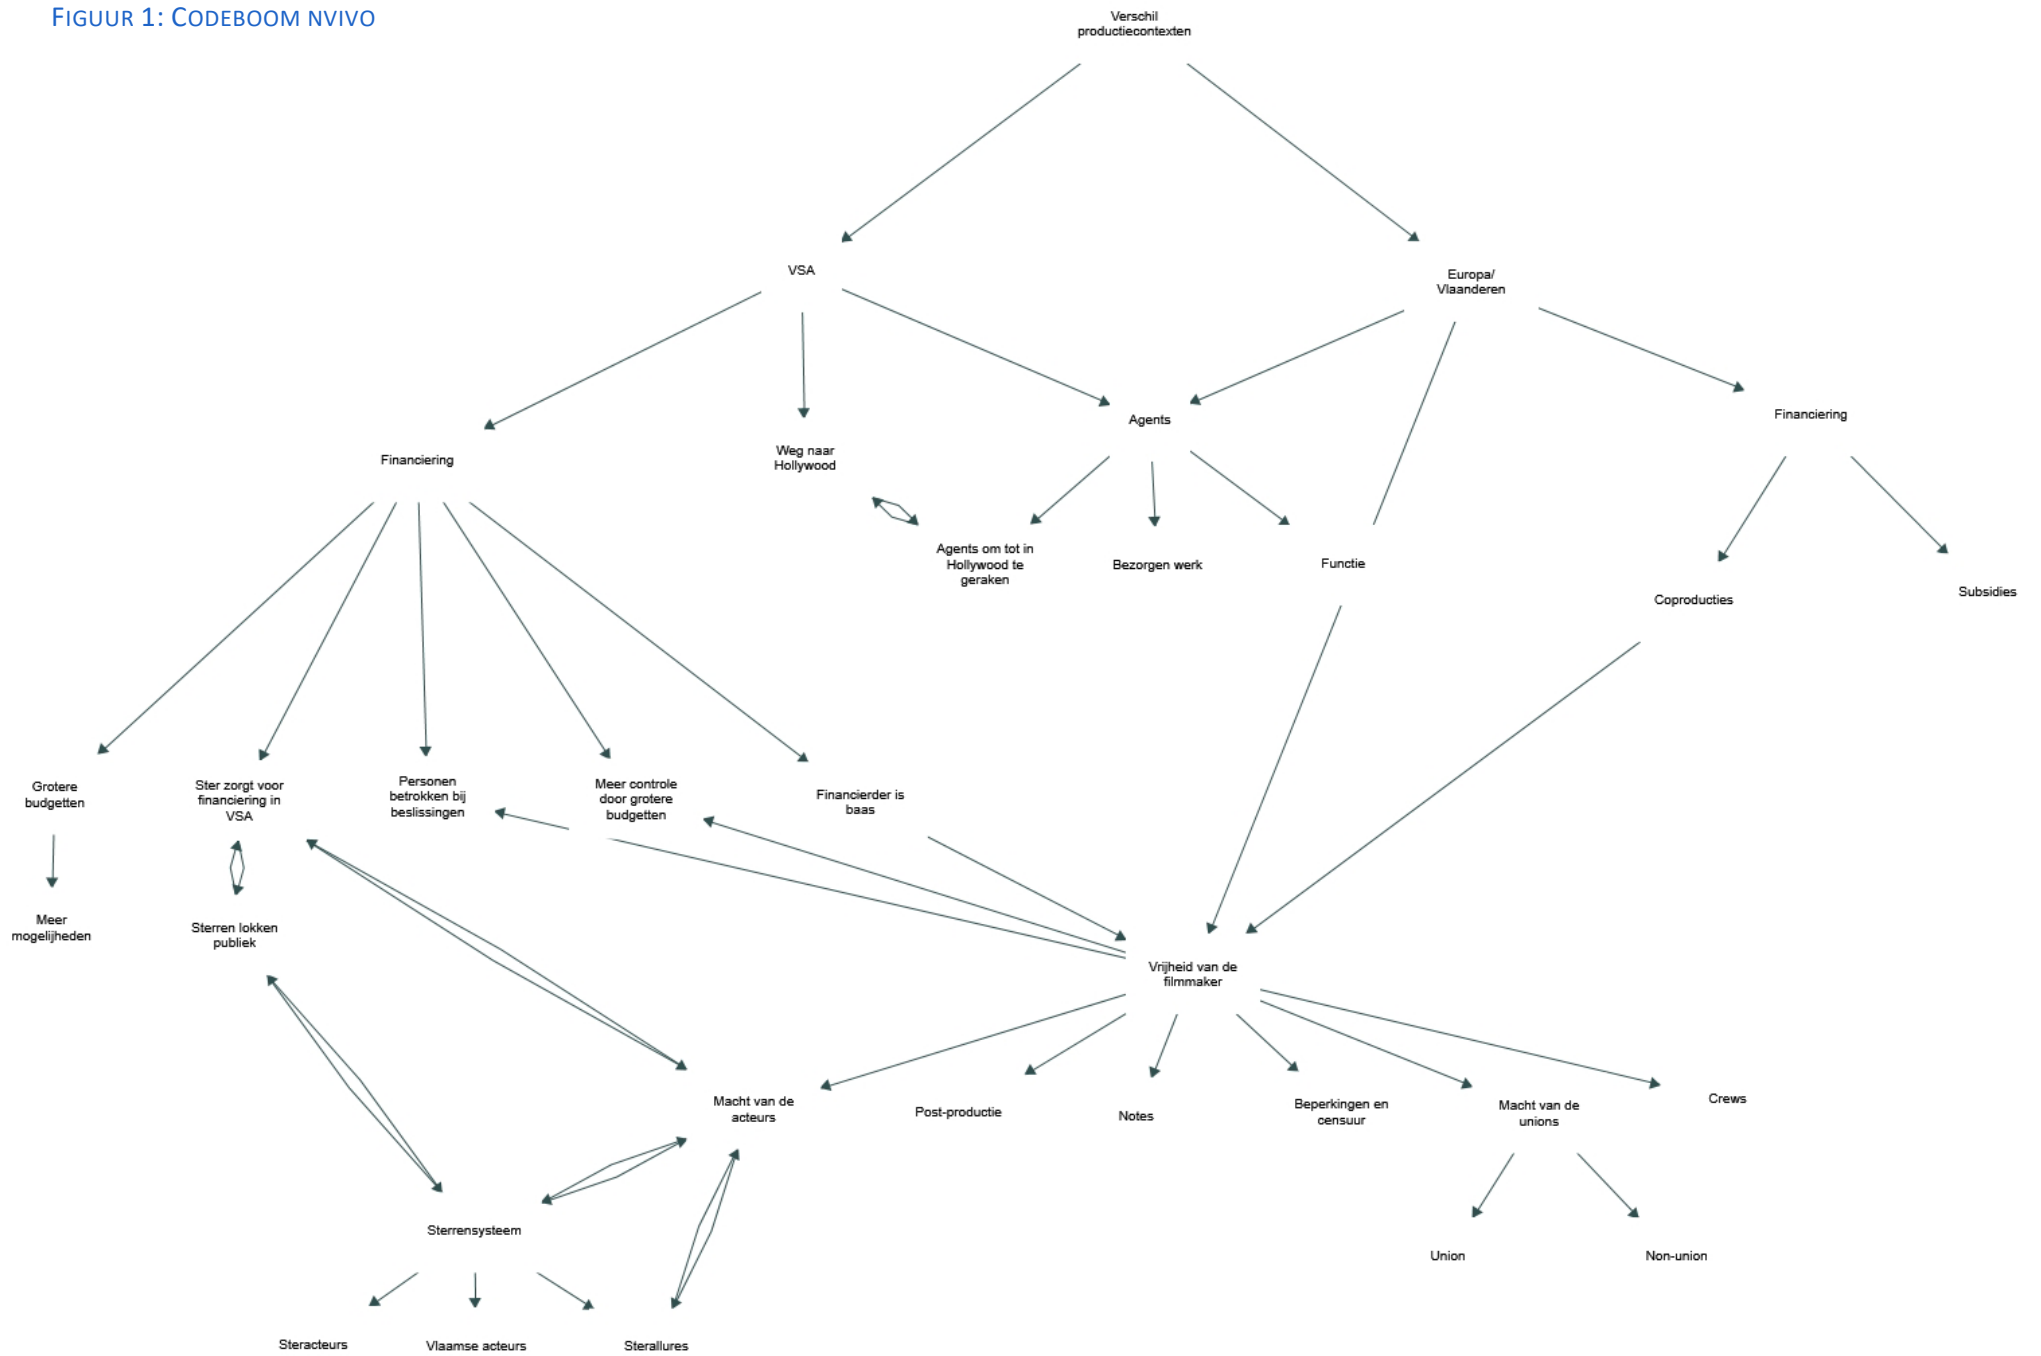 FIGUUR 1: CODEBOOM NVIVO
Verschil
productiecontexten
VSA
Europa/
Vlaanderen
Financiering
Weg naar
Hollywood
Agents
Financiering
Agents om tot in
Hollywood te
geraken
Bezorgen werk
Functie
Coproducties
Subsidies
Grotere
budgetten
Ster zorgt voor
financiering in
VSA
Personen
betrokken bij
beslissingen
Meer controle
door grotere
budgetten
Financierder is
baas
Meer
mogelijheden
Sterren lokken
publiek
Vrijheid van de
filmmaker
Macht van de
acteurs
Post-productie
Notes
Beperkingen en
censuur
Macht van de
unions
Crews
Sterrensysteem
Union
Non-union
Steracteurs
Vlaamse acteurs
Sterallures